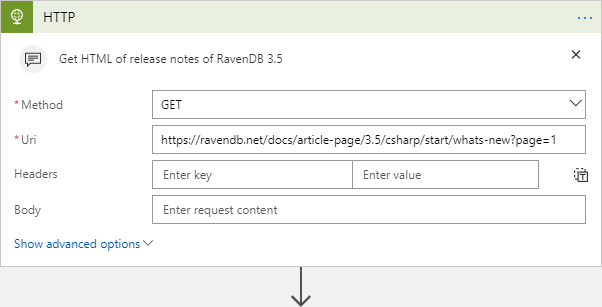 HTTP
Get HTML of release notes of RavenDB 3.5
* Method GET
* Uri https://ravendb.net/docs/article-page/3.5/csharp/start/whats-new?page=1
Headers Enter key Enter value
Body Enter request content
Show advanced options